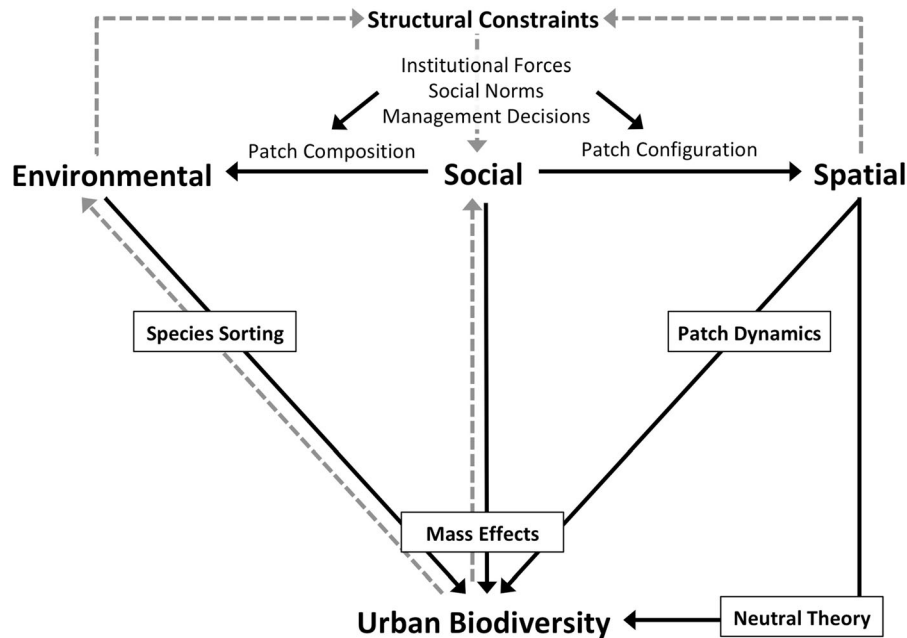 Structural Constraints
Institutional Forces
Social Norms
Management Decisions
Patch Composition
Patch Configuration
Environmental
Social
Spatial
Species Sorting
Patch Dynamics
Mass Effects
Urban Biodiversity
Neutral Theory